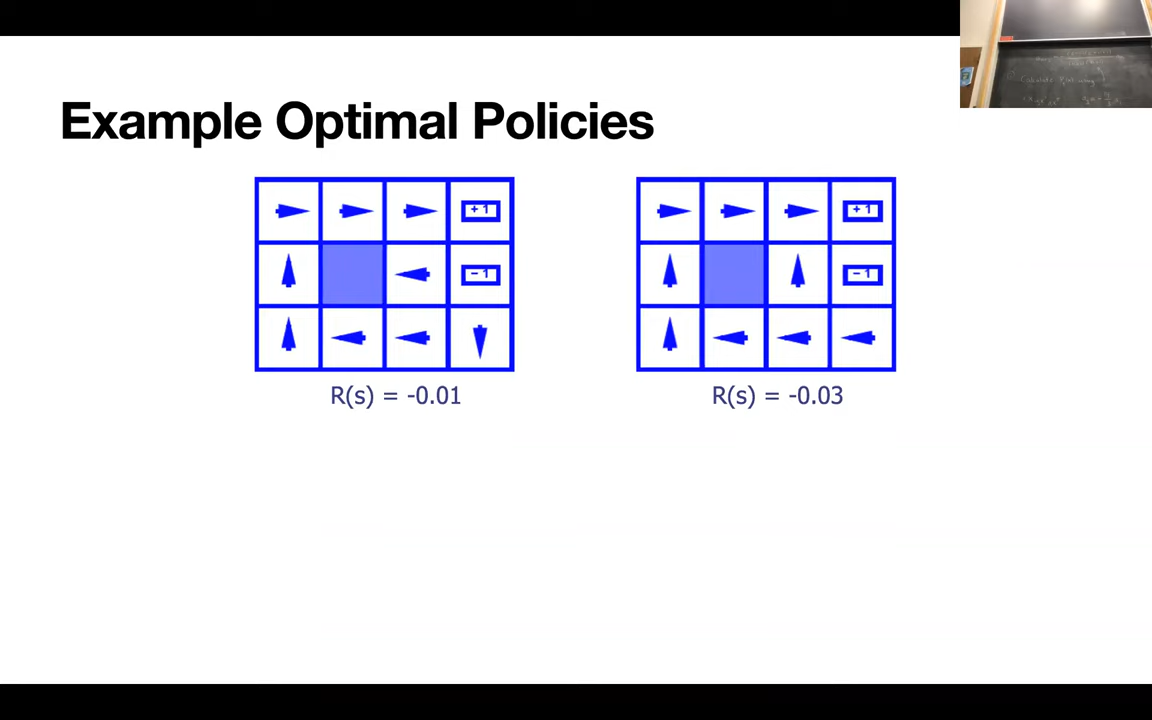 Example Optimal Policies
+1
-1
R(s) = -0.01
+1
-1
R(s) = -0.03